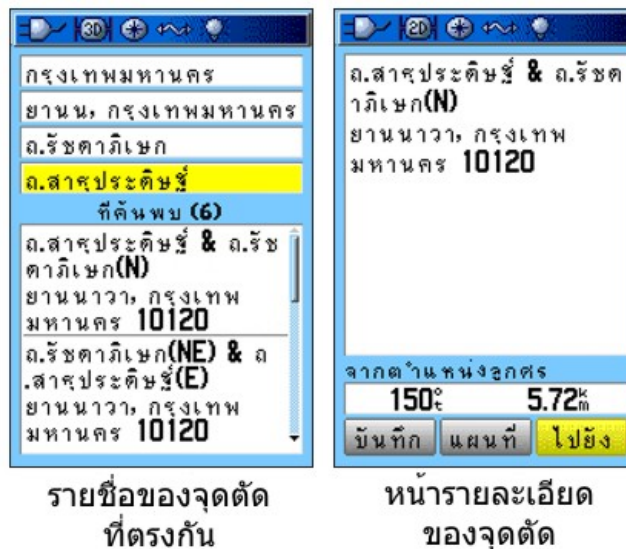 3D
กรุงเทพมหานคร
ยานน, กรุงเทพมหานคร
ถ.รัชดาภิเษก
ถ.สาธุประดิษฐ์
ที่ค้นพบ (6)
ถ.สาธุประดิษฐ์ & ถ.รัช
ดาภิเษก(N)
ยานนาวา, กรุงเทพ
มหานคร 10120
ถ.รัชดาภิเษก(NE) & ถ
.สาธุประดิษฐ์(E)
ยานนาวา, กรุงเทพ
มหานคร 10120
รายชื่อของจุดตัด
ที่ตรงกัน
2D
ถ.สาธุประดิษฐ์ & ถ.รัชด
าภิเษก(N)
ยานนาวา, กรุงเทพ
มหานคร 10120
จากตำแหน่งลูกศร
150°t 5.72km
บันทึก แผนที่ ไปยัง
หน้ารายละเอียด
ของจุดตัด